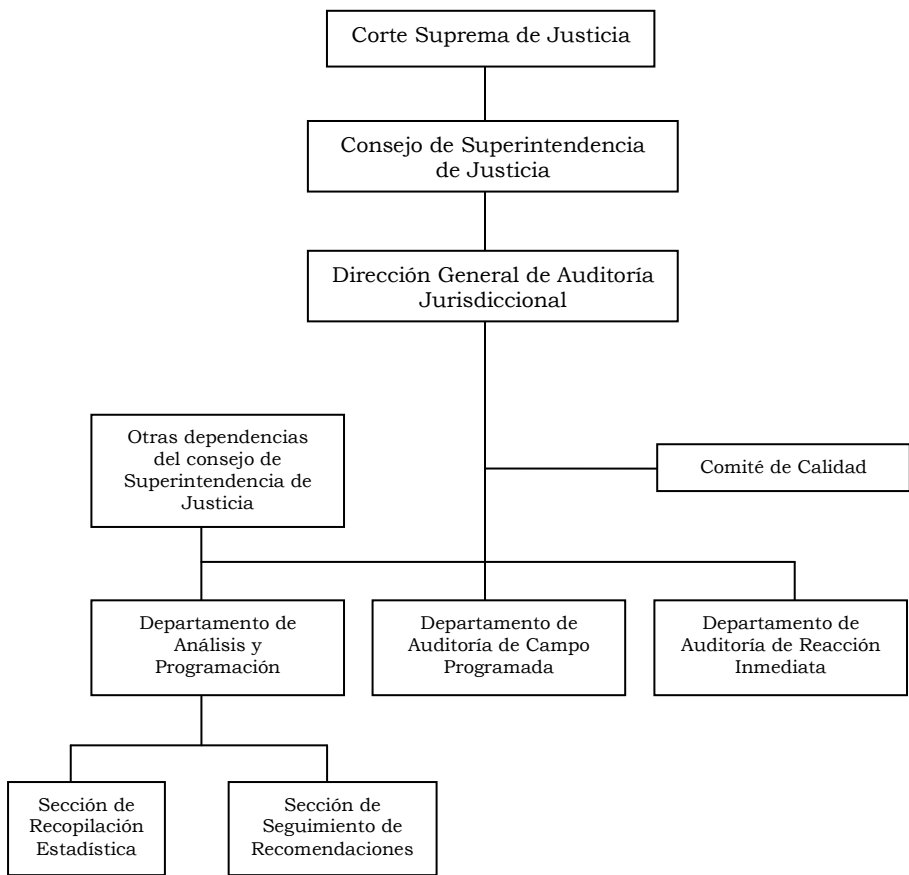 Corte Suprema de Justicia
Consejo de Superintendencia
de Justicia
Dirección General de Auditoría
Jurisdiccional
Otras dependencias
del consejo de
Superintendencia de
Justicia
Comité de Calidad
Departamento de
Análisis y
Programación
Departamento de
Auditoría de Campo
Programada
Departamento de
Auditoría de Reacción
Inmediata
Sección de
Recopilación
Estadística
Sección de
Seguimiento de
Recomendaciones